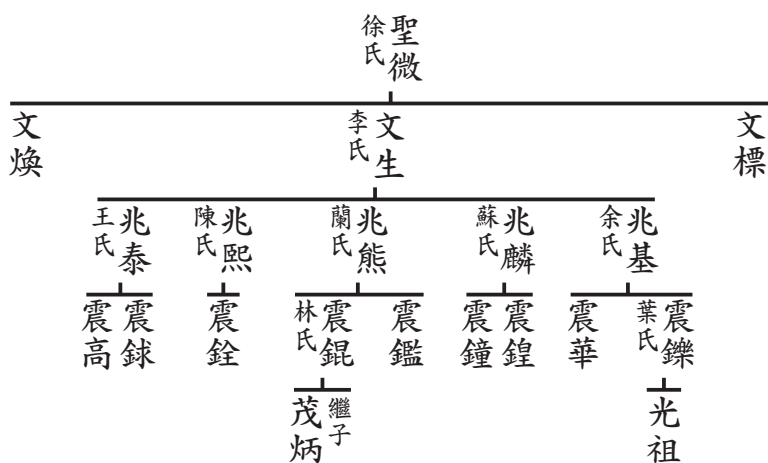 聖微
徐氏
文標
文生
李氏
文煥
兆基
余氏
兆麟
蘇氏
兆熊
蘭氏
兆熙
陳氏
兆泰
王氏
震鑠
葉氏
震華
震鍠
震鐘
震鑑
震錕
林氏
震銓
震銶
震高
光祖
繼子
茂炳